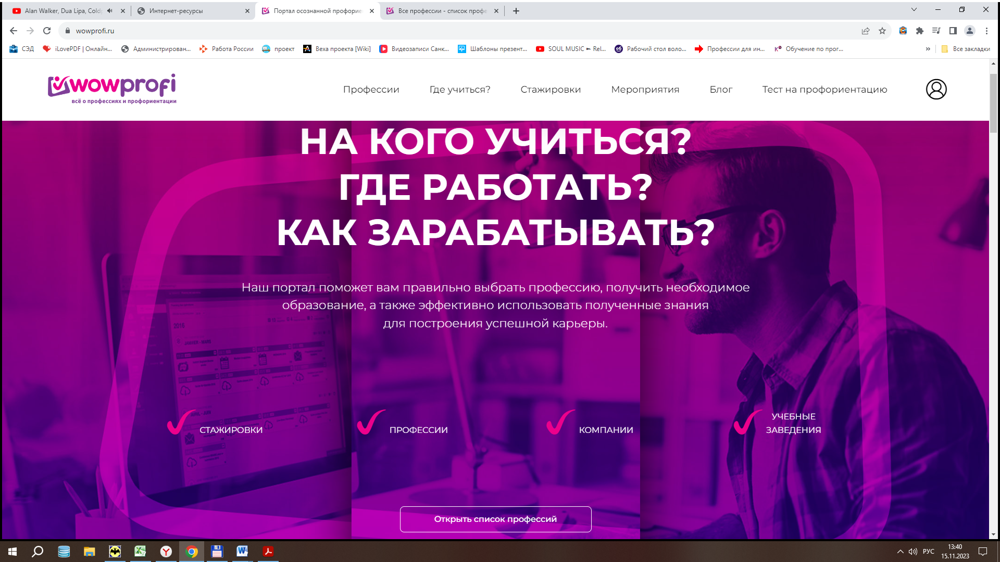 Alan Walker, Dua Lipa, Cold
Интернет-ресурсы
Портал осознанной профорие
Все профессии - список профе
wowprofi.ru
СЭД
iLovePDF | Онлайн...
Администрирован...
Работа России
проект
Веха проекта [Wiki]
Видеозаписи Санк...
Шаблоны презент...
SOUL MUSIC ► Rel...
Рабочий стол воло...
Профессии для ин...
Обучение по прог...
»
Все закладки
wowprofi
всё о профессиях и профориентации
Профессии
Где учиться?
Стажировки
Мероприятия
Блог
Тест на профориентацию
НА КОГО УЧИТЬСЯ?
ГДЕ РАБОТАТЬ?
КАК ЗАРАБАТЫВАТЬ?
Наш портал поможет вам правильно выбрать профессию, получить необходимое
образование, а также эффективно использовать полученные знания
для построения успешной карьеры.
2016
JANVIER - MARS
AVRIL - JUIN
СТАЖИРОВКИ
ПРОФЕССИИ
КОМПАНИИ
УЧЕБНЫЕ
ЗАВЕДЕНИЯ
Открыть список профессий
РУС
13:40
15.11.2023